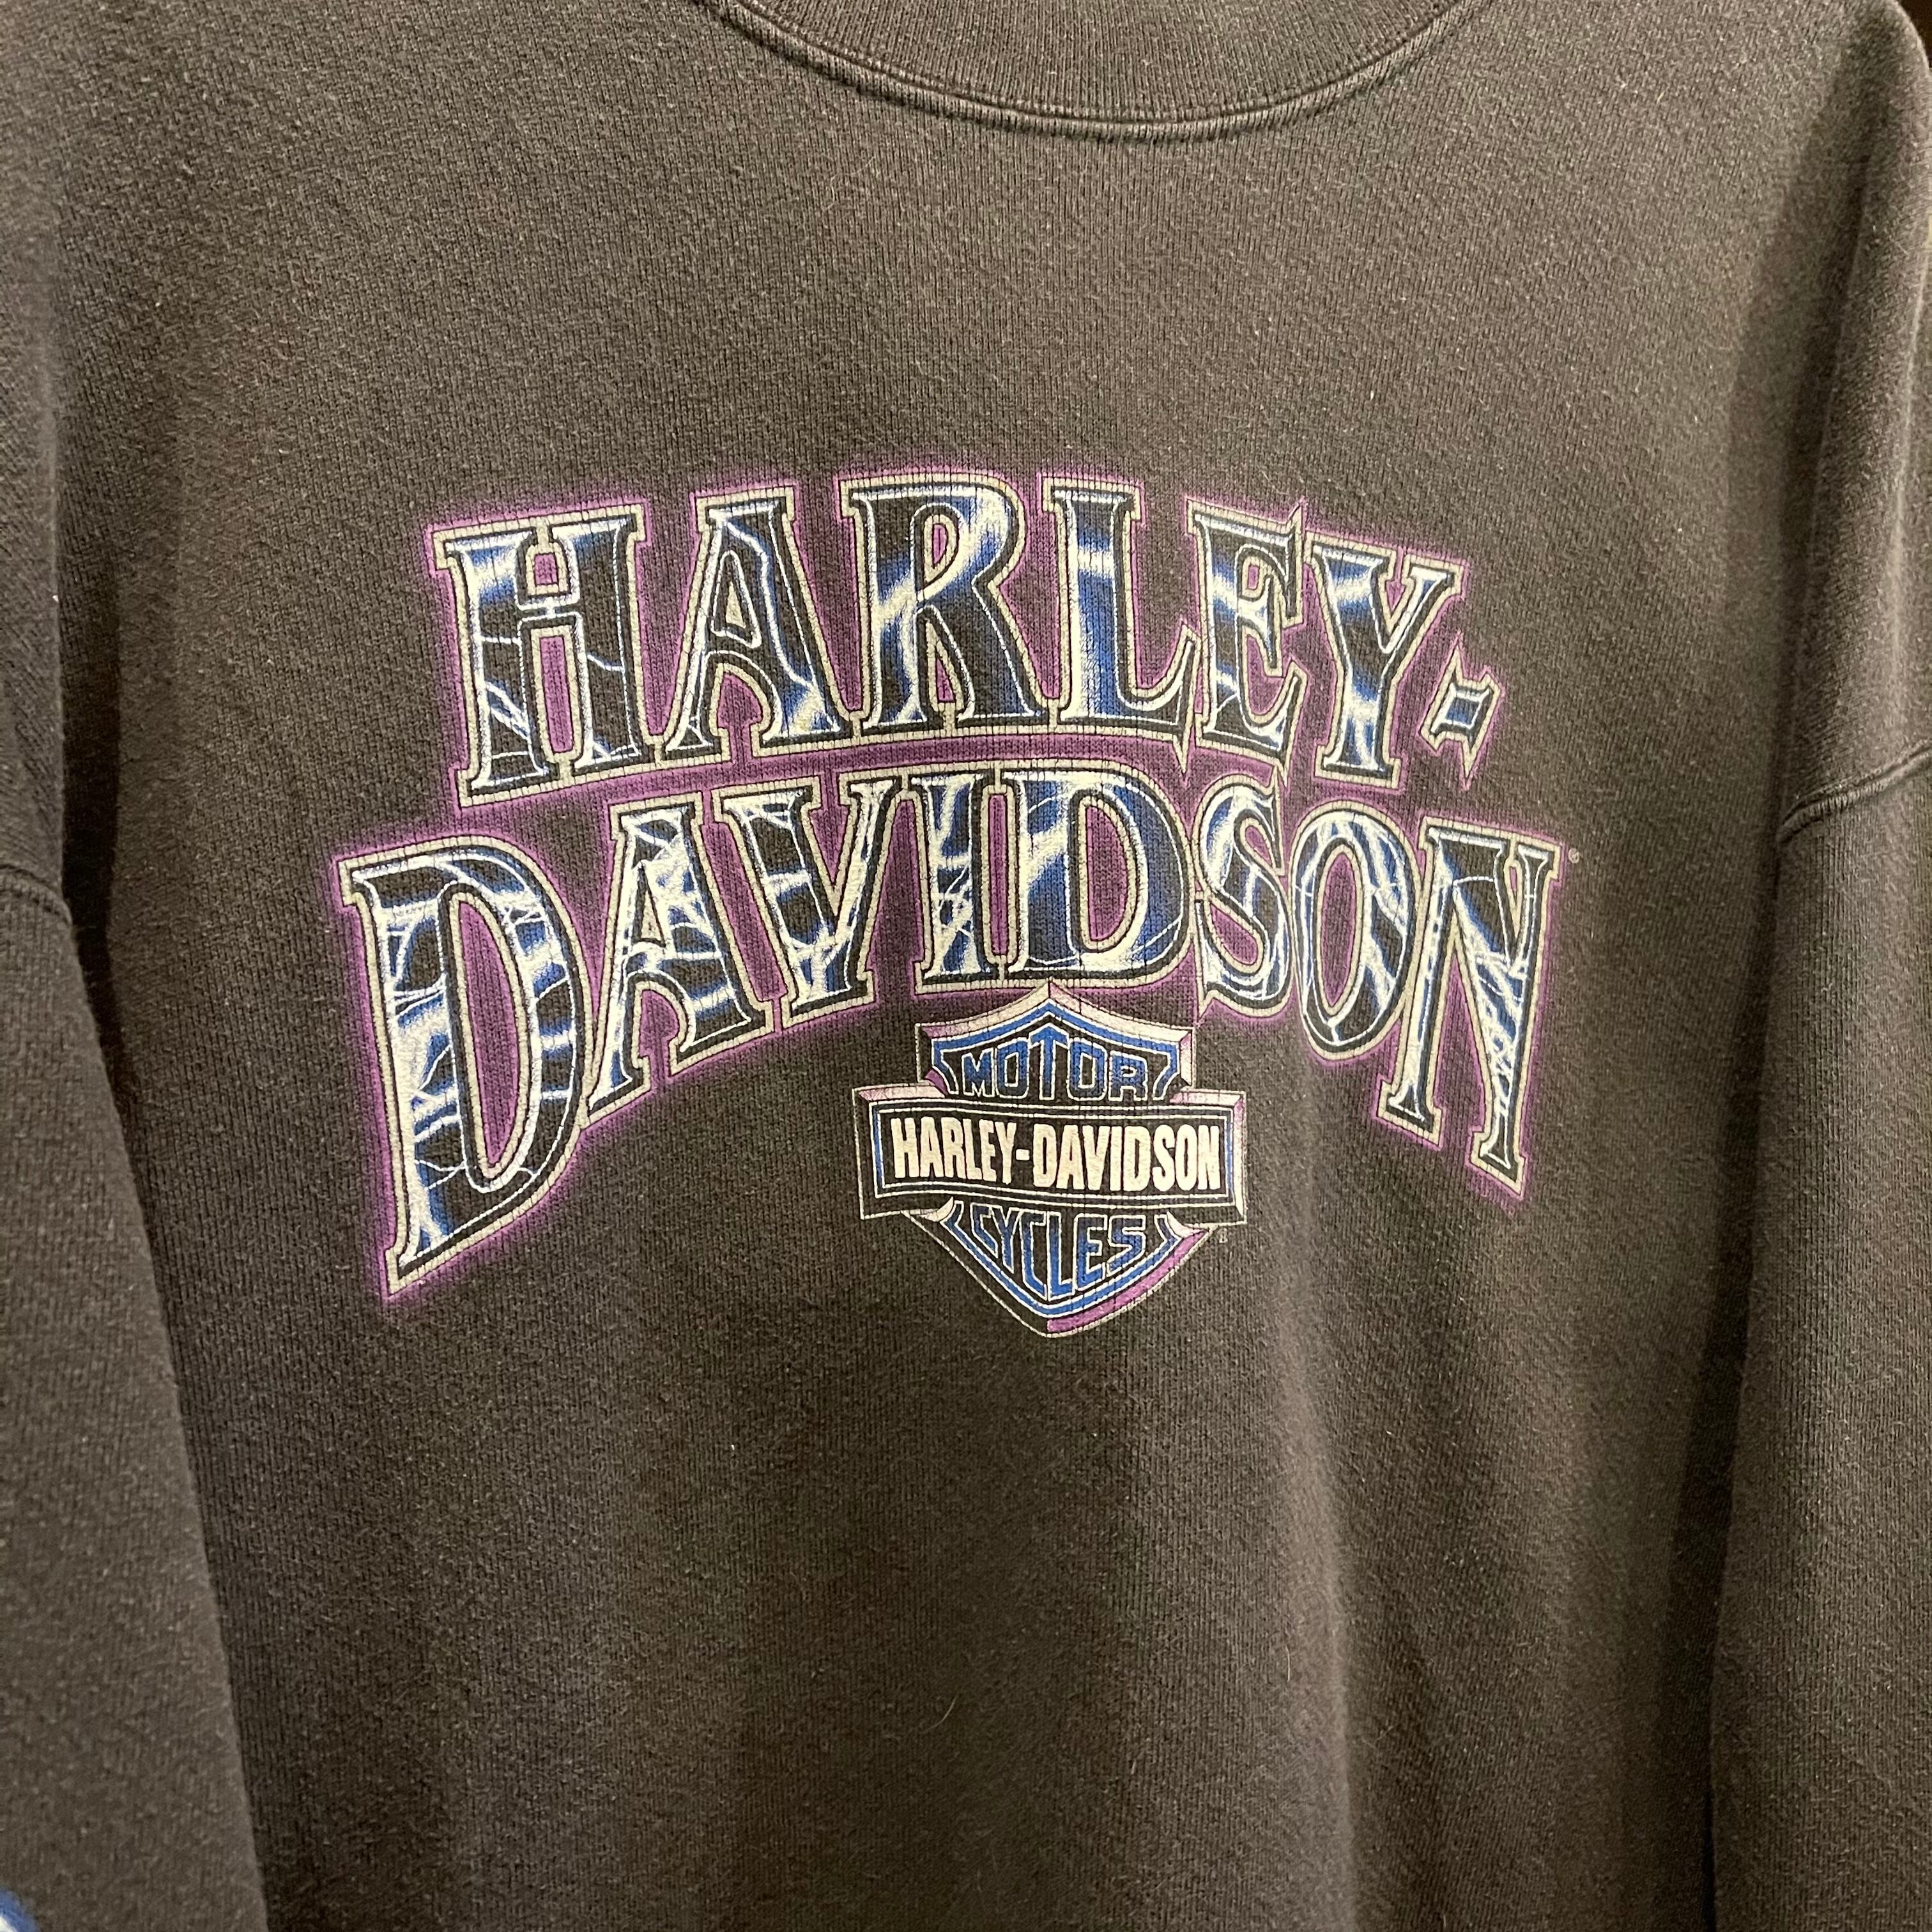 HARLEY-
DAVIDSON®
MOTOR
HARLEY-DAVIDSON
CYCLES
®